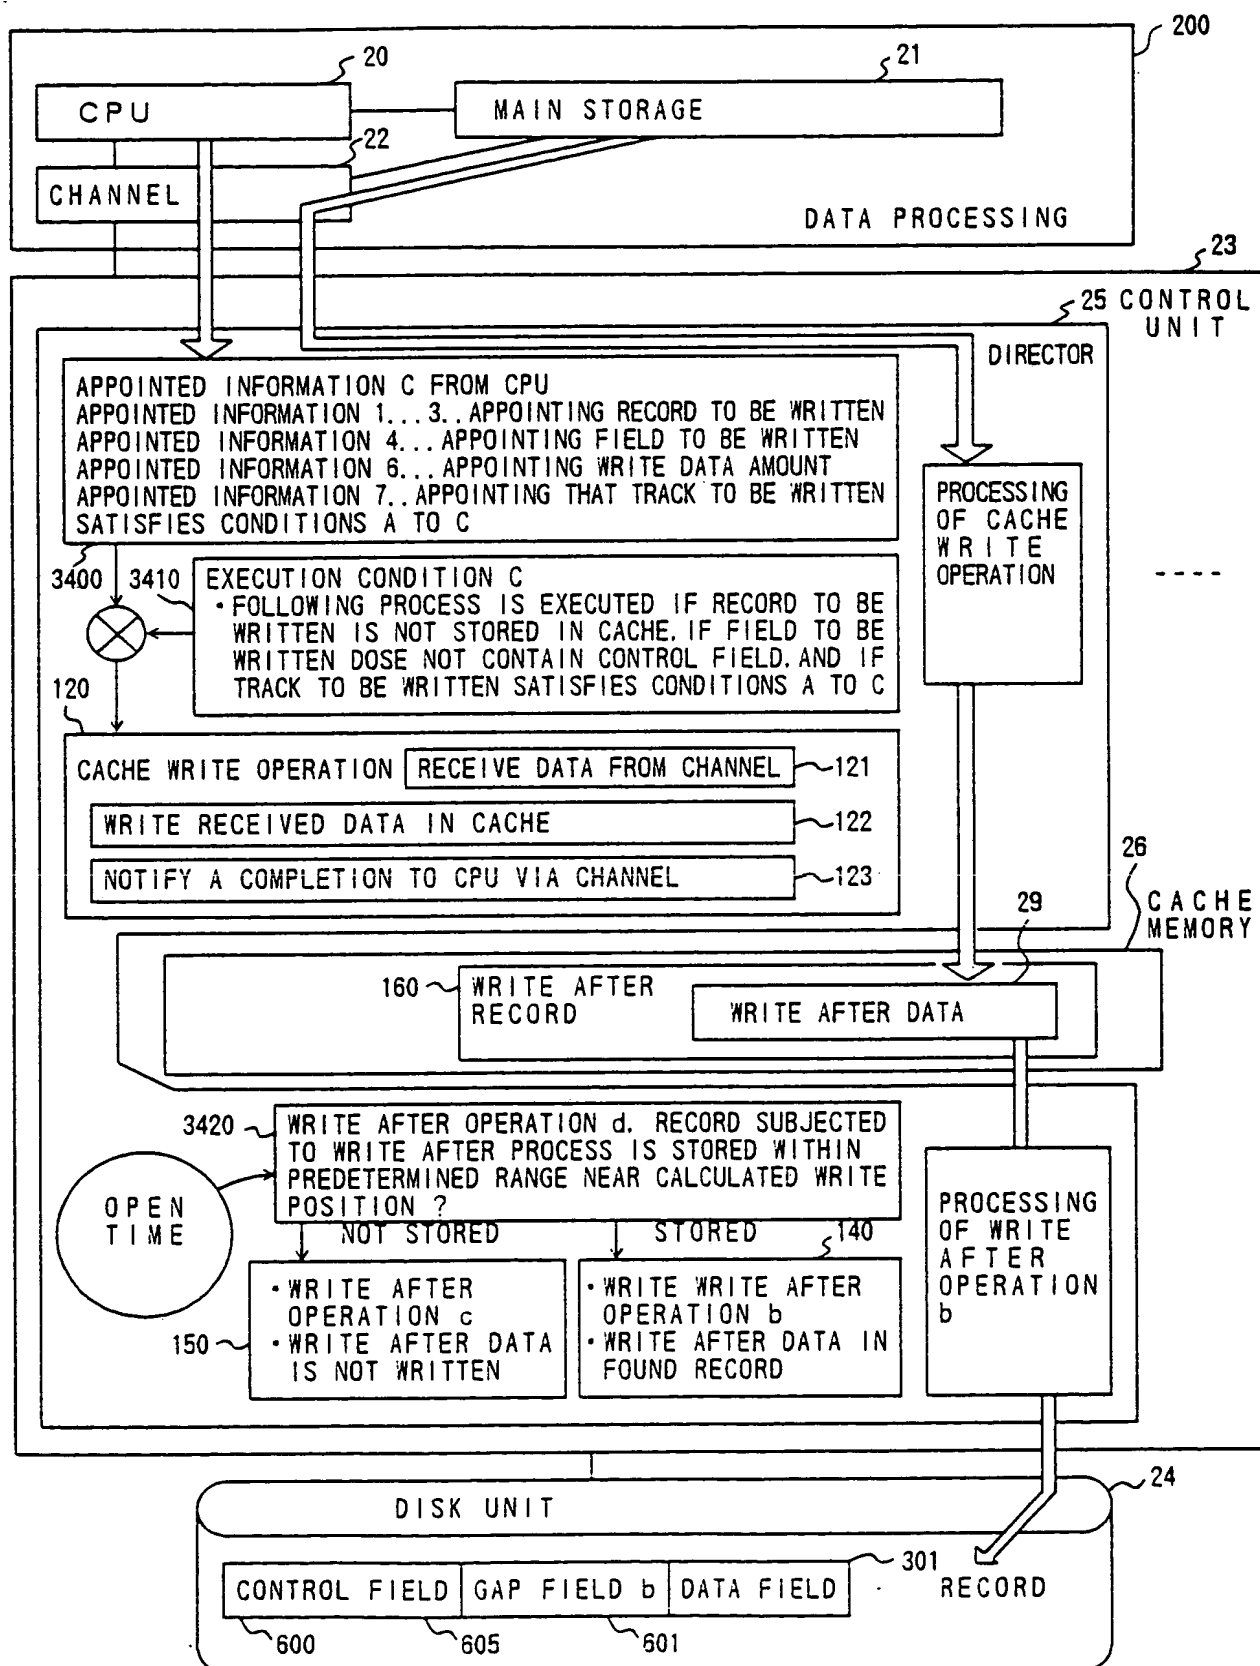 200
20
21
CPU
MAIN STORAGE
22
CHANNEL
DATA PROCESSING
23
25 CONTROL
UNIT
DIRECTOR
APPOINTED INFORMATION C FROM CPU
APPOINTED INFORMATION 1...3..APPOINTING RECORD TO BE WRITTEN
APPOINTED INFORMATION 4...APPOINTING FIELD TO BE WRITTEN
APPOINTED INFORMATION 6...APPOINTING WRITE DATA AMOUNT
APPOINTED INFORMATION 7..APPOINTING THAT TRACK TO BE WRITTEN
SATISFIES CONDITIONS A TO C
PROCESSING
OF CACHE
WRITE
OPERATION
3400
3410
EXECUTION CONDITION C
• FOLLOWING PROCESS IS EXECUTED IF RECORD TO BE
WRITTEN IS NOT STORED IN CACHE. IF FIELD TO BE
WRITTEN DOSE NOT CONTAIN CONTROL FIELD. AND IF
TRACK TO BE WRITTEN SATISFIES CONDITIONS A TO C
120
CACHE WRITE OPERATION
RECEIVE DATA FROM CHANNEL
121
WRITE RECEIVED DATA IN CACHE
122
NOTIFY A COMPLETION TO CPU VIA CHANNEL
123
26
CACHE
MEMORY
29
160
WRITE AFTER
RECORD
WRITE AFTER DATA
3420
WRITE AFTER OPERATION d. RECORD SUBJECTED
TO WRITE AFTER PROCESS IS STORED WITHIN
PREDETERMINED RANGE NEAR CALCULATED WRITE
POSITION ?
OPEN
TIME
NOT STORED
STORED
140
PROCESSING
OF WRITE
AFTER
OPERATION
b
150
• WRITE AFTER
OPERATION c
• WRITE AFTER DATA
IS NOT WRITTEN
• WRITE WRITE AFTER
OPERATION b
• WRITE AFTER DATA IN
FOUND RECORD
24
DISK UNIT
301
RECORD
CONTROL FIELD
GAP FIELD b
DATA FIELD
600
605
601